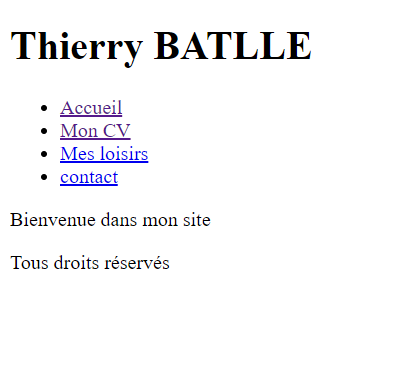 Thierry BATLLE
Accueil
Mon CV
Mes loisirs
contact
Bienvenue dans mon site
Tous droits réservés